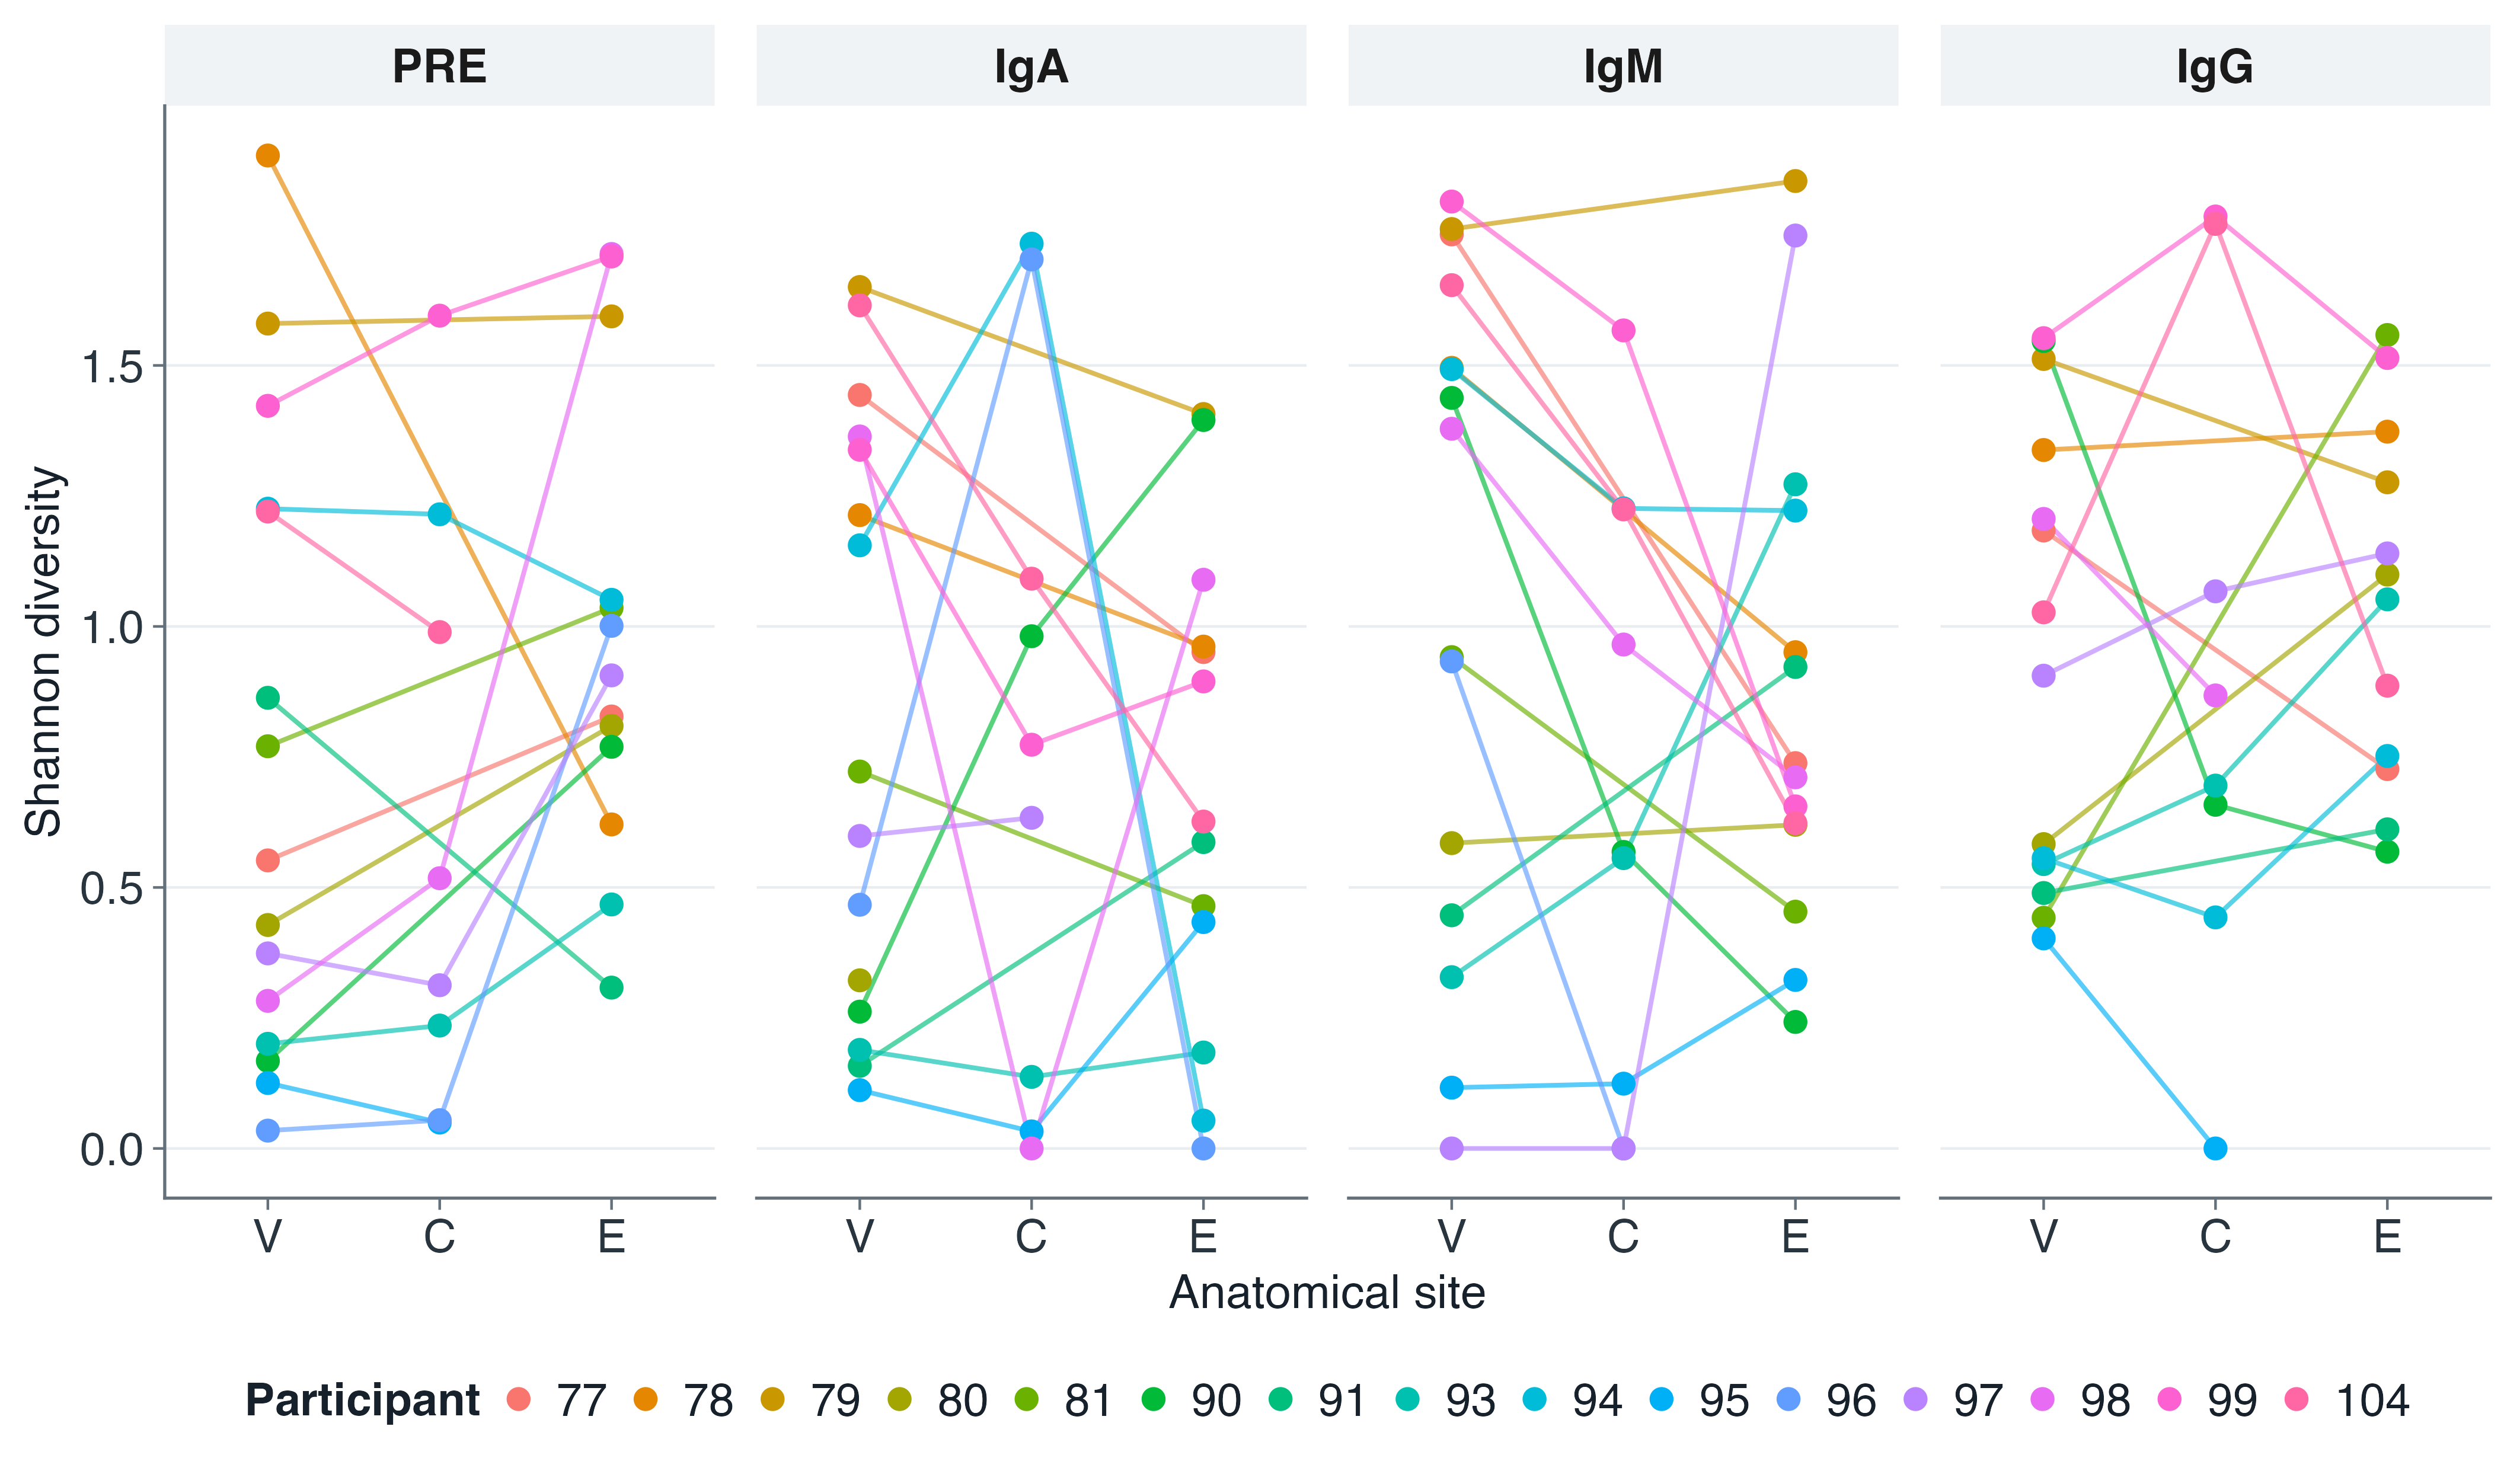 PRE IgA IgM IgG
Shannon diversity
1.5
1.0
0.5
0.0
V C E V C E V C E V C E
Anatomical site
Participant 77 78 79 80 81 90 91 93 94 95 96 97 98 99 104